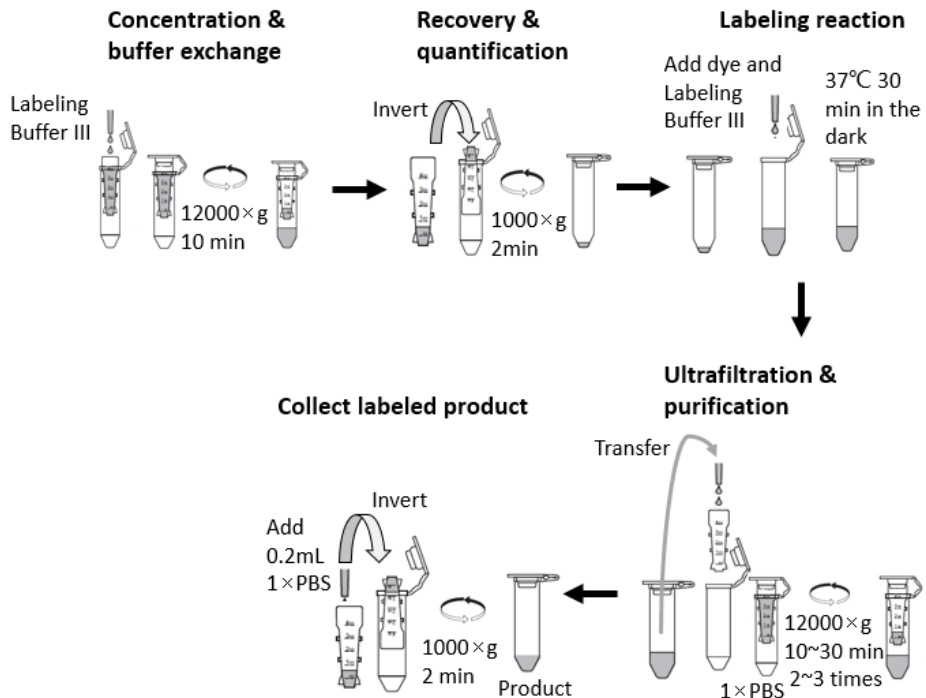 Concentration &
buffer exchange
Labeling
Buffer III
12000×g
10 min
Recovery &
quantification
Invert
1000×g
2min
Labeling reaction
Add dye and
Labeling
Buffer III
37℃ 30
min in the
dark
Ultrafiltration &
purification
Transfer
1×PBS
12000×g
10~30 min
2~3 times
Collect labeled product
Add
0.2mL
1×PBS
Invert
1000×g
2 min
Product